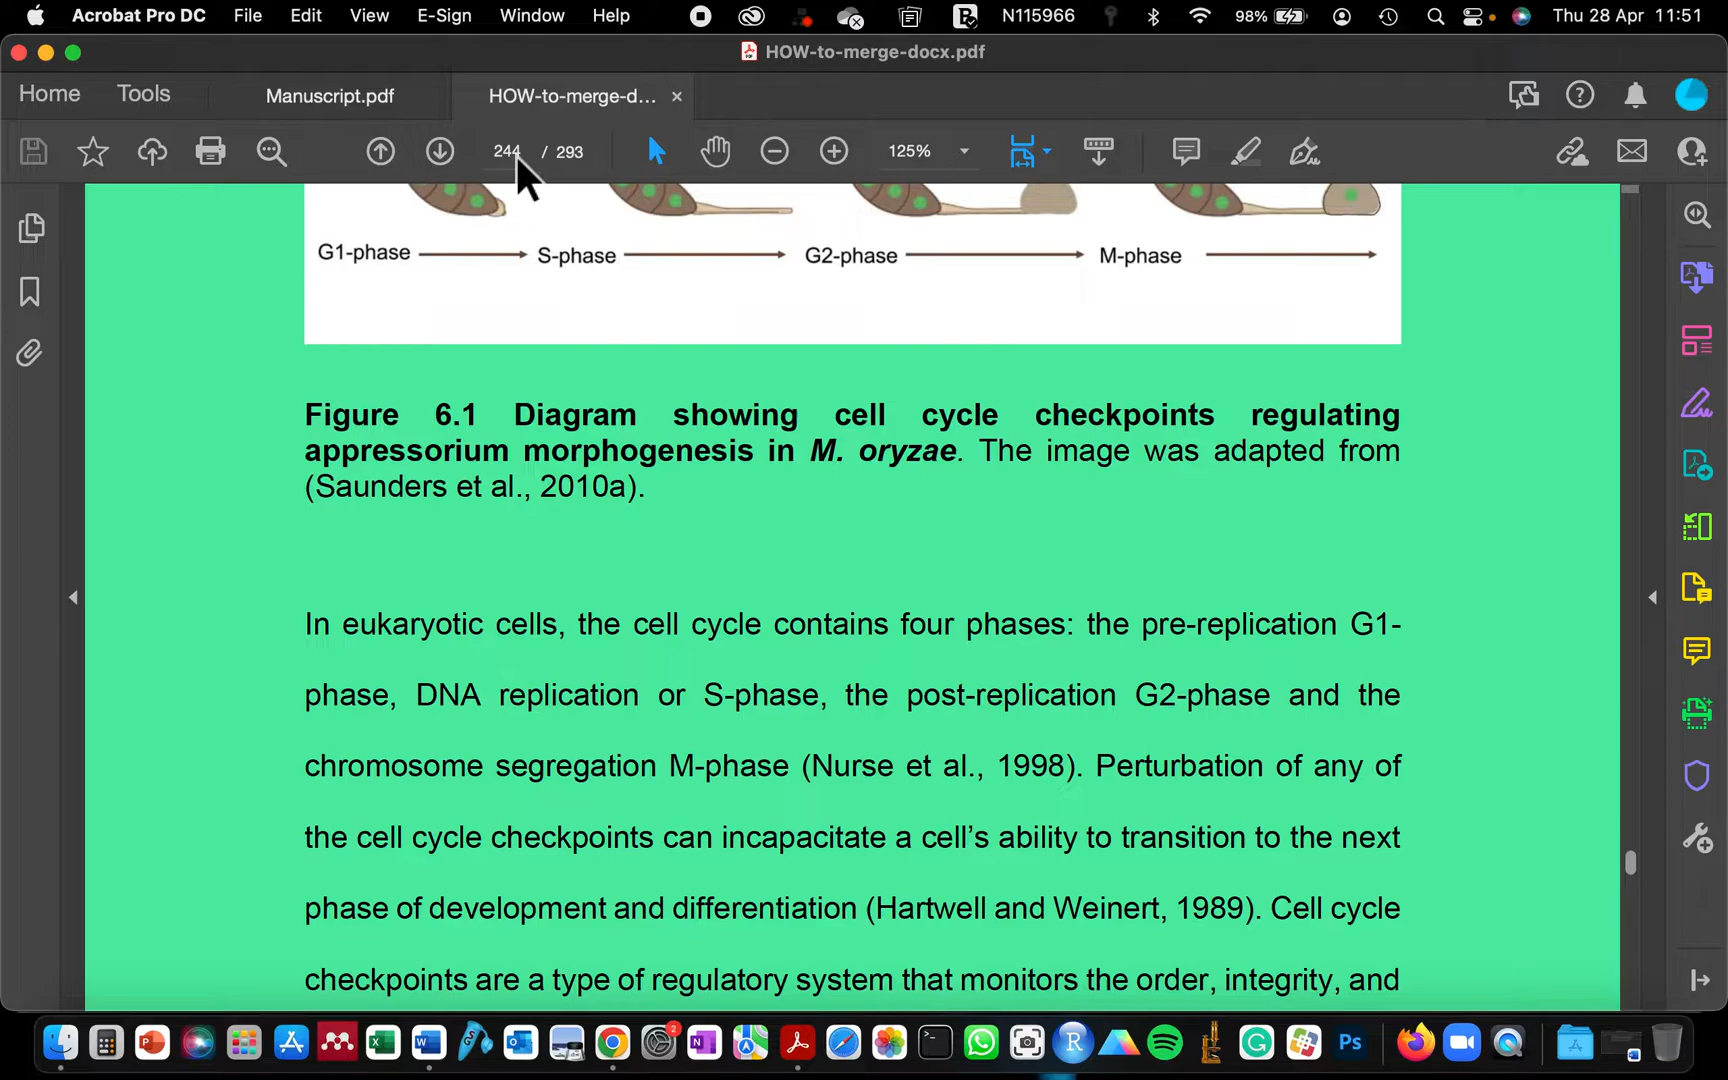 Acrobat Pro DC File Edit View E-Sign Window Help N115966 98% Thu 28 Apr 11:51
HOW-to-merge-docx.pdf
Home Tools Manuscript.pdf HOW-to-merge-d...
244 / 293 125%
G1-phase S-phase G2-phase M-phase
Figure 6.1 Diagram showing cell cycle checkpoints regulating
appressorium morphogenesis in M. oryzae. The image was adapted from
(Saunders et al., 2010a).
In eukaryotic cells, the cell cycle contains four phases: the pre-replication G1-
phase, DNA replication or S-phase, the post-replication G2-phase and the
chromosome segregation M-phase (Nurse et al., 1998). Perturbation of any of
the cell cycle checkpoints can incapacitate a cell’s ability to transition to the next
phase of development and differentiation (Hartwell and Weinert, 1989). Cell cycle
checkpoints are a type of regulatory system that monitors the order, integrity, and
2
Ps